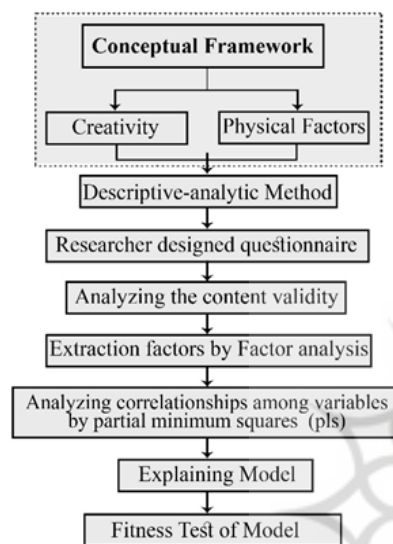 Conceptual Framework
Creativity
Physical Factors
Descriptive-analytic Method
Researcher designed questionnaire
Analyzing the content validity
Extraction factors by Factor analysis
Analyzing correlationships among variables
by partial minimum squares (pls)
Explaining Model
Fitness Test of Model